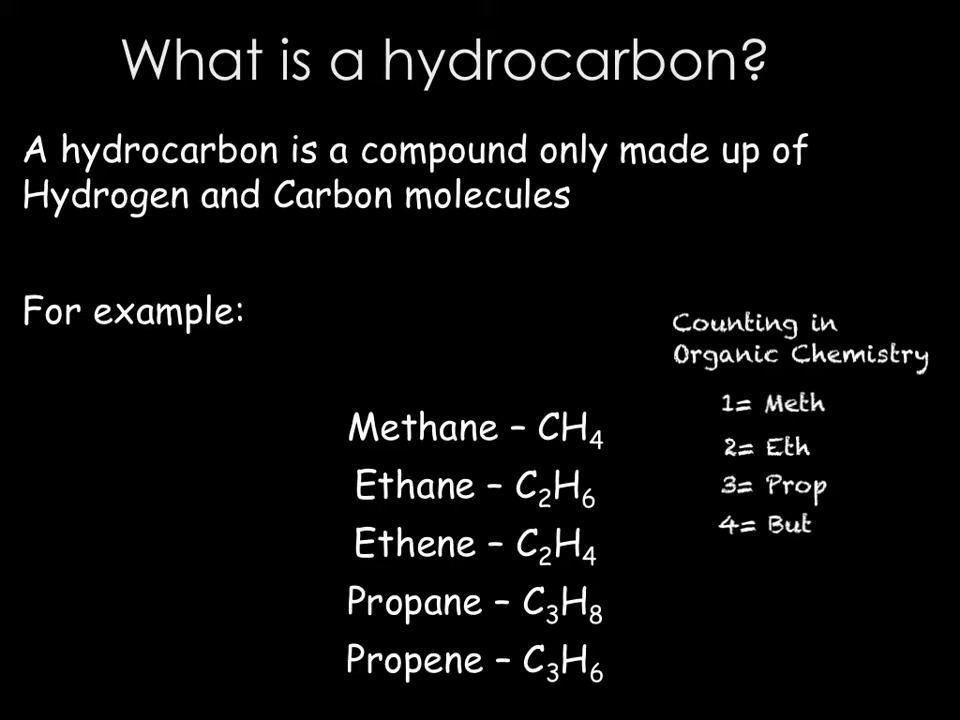 What is a hydrocarbon?
A hydrocarbon is a compound only made up of
Hydrogen and Carbon molecules
For example:
Counting in
Organic Chemistry
1= Meth
2= Eth
3= Prop
4= But
Methane – CH₄
Ethane – C₂H₆
Ethene – C₂H₄
Propane – C₃H₈
Propene – C₃H₆